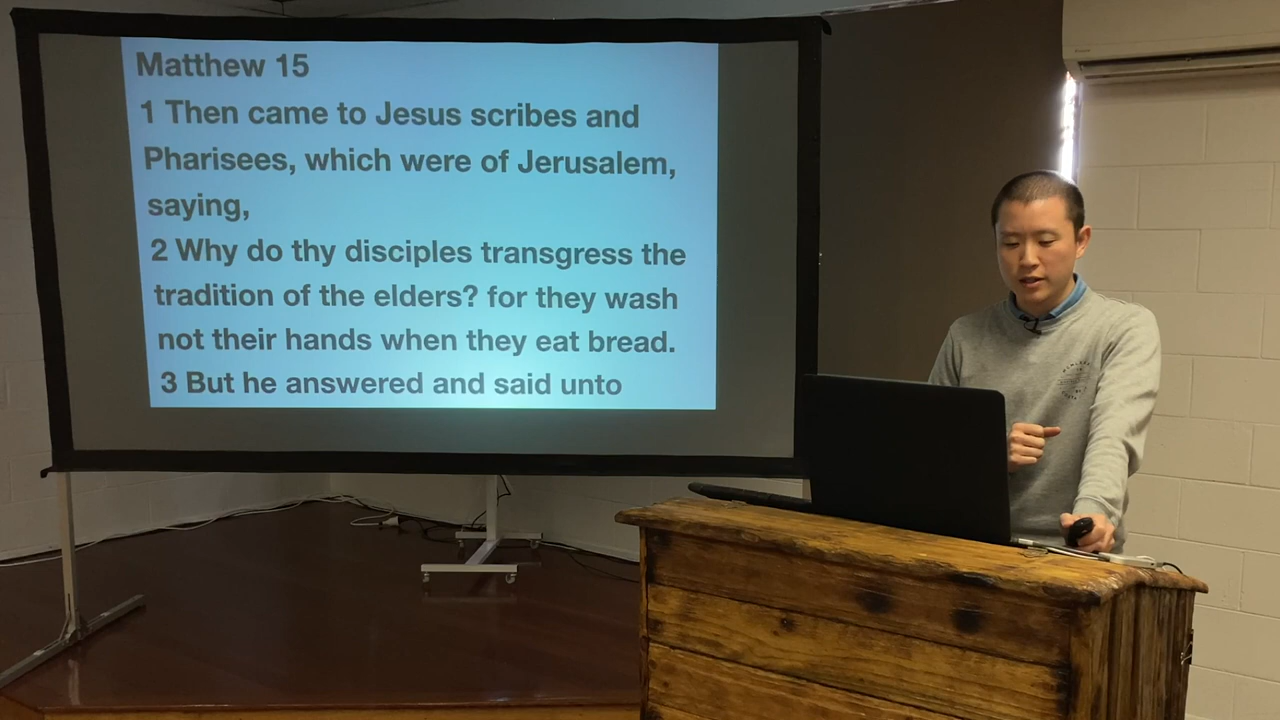 Matthew 15
1 Then came to Jesus scribes and
Pharisees, which were of Jerusalem,
saying,
2 Why do thy disciples transgress the
tradition of the elders? for they wash
not their hands when they eat bread.
3 But he answered and said unto